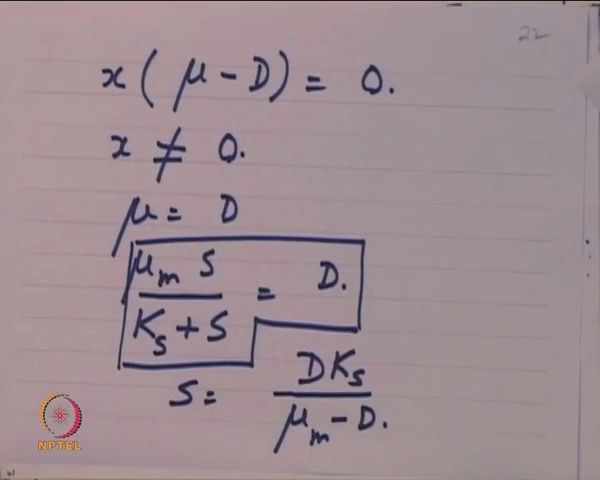 22
x ( μ - D ) = 0.
x ≠ 0.
μ = D
μm S / Ks + S = D.
S = D Ks / μm - D.
NPTEL